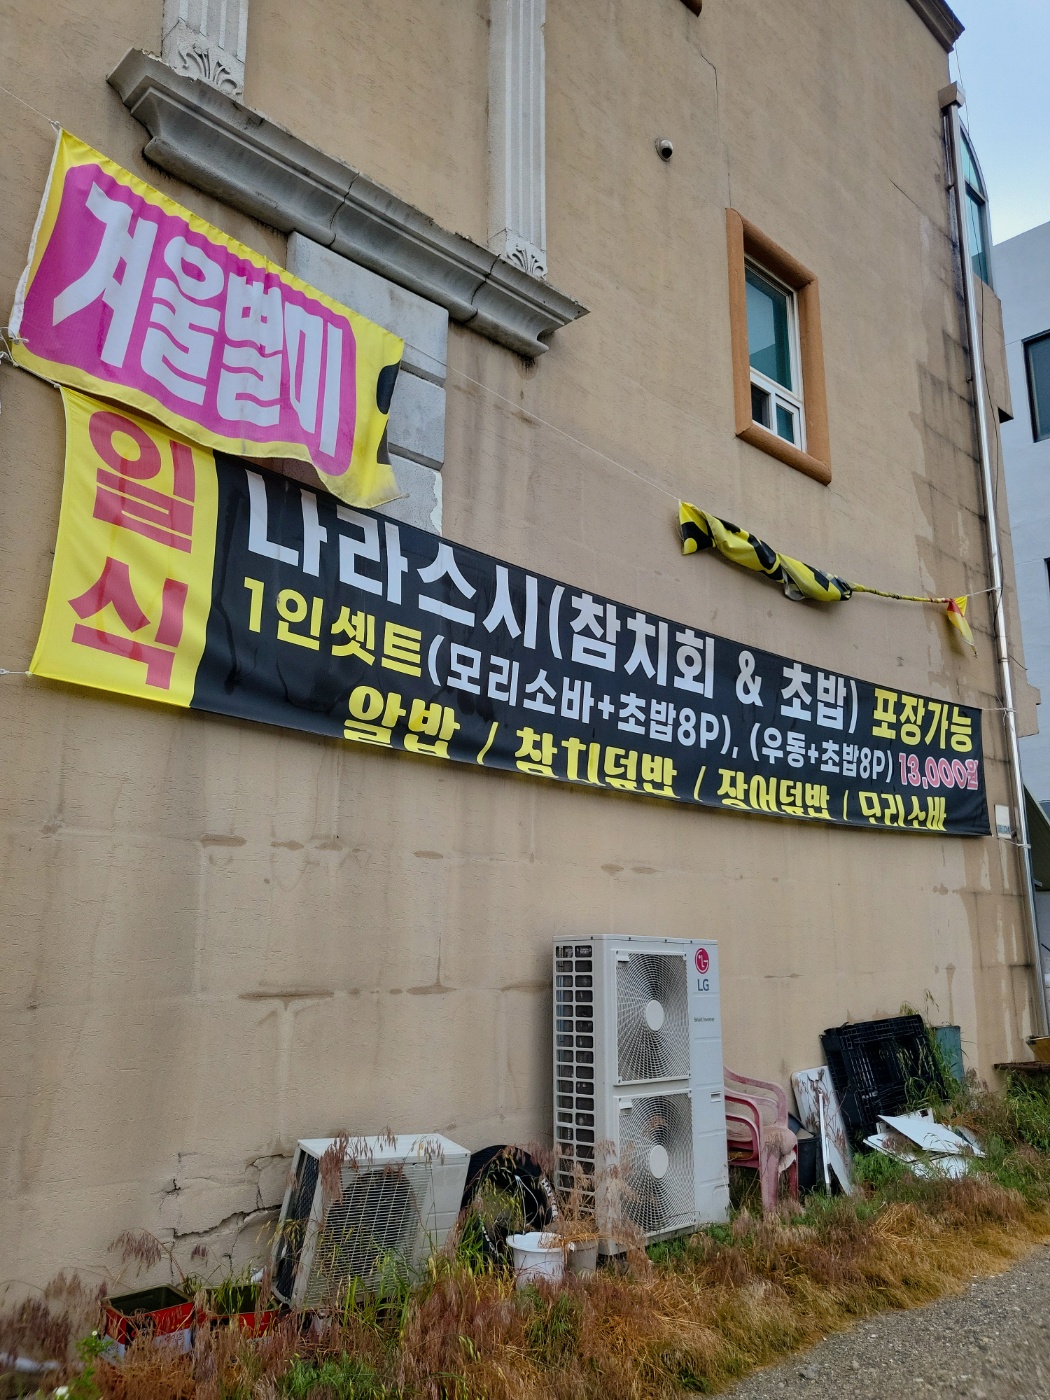 겨울별미
일식
나라스시(참치회 & 초밥) 포장가능
1인셋트(모리소바+초밥8P), (우동+초밥8P) 13,000원
알밥 / 참치덮밥 / 장어덮밥 / 모리소바
LG